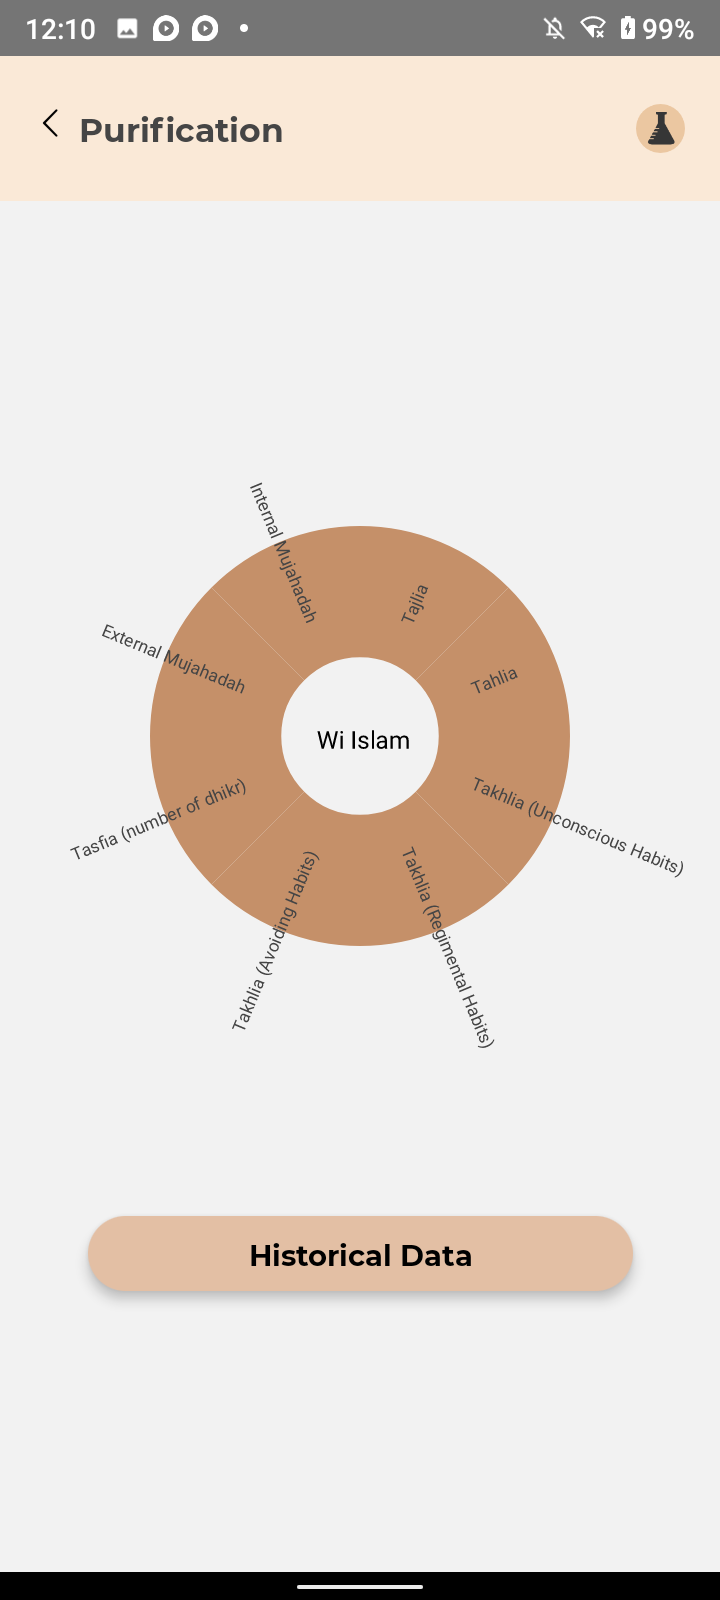 12:10
99%
Purification
Internal Mujahadah
Tajlia
External Mujahadah
Tahlia
Wi Islam
Tasfia (number of dhikr)
Takhlia (Unconscious Habits)
Takhlia (Avoiding Habits)
Takhlia (Regimental Habits)
Historical Data